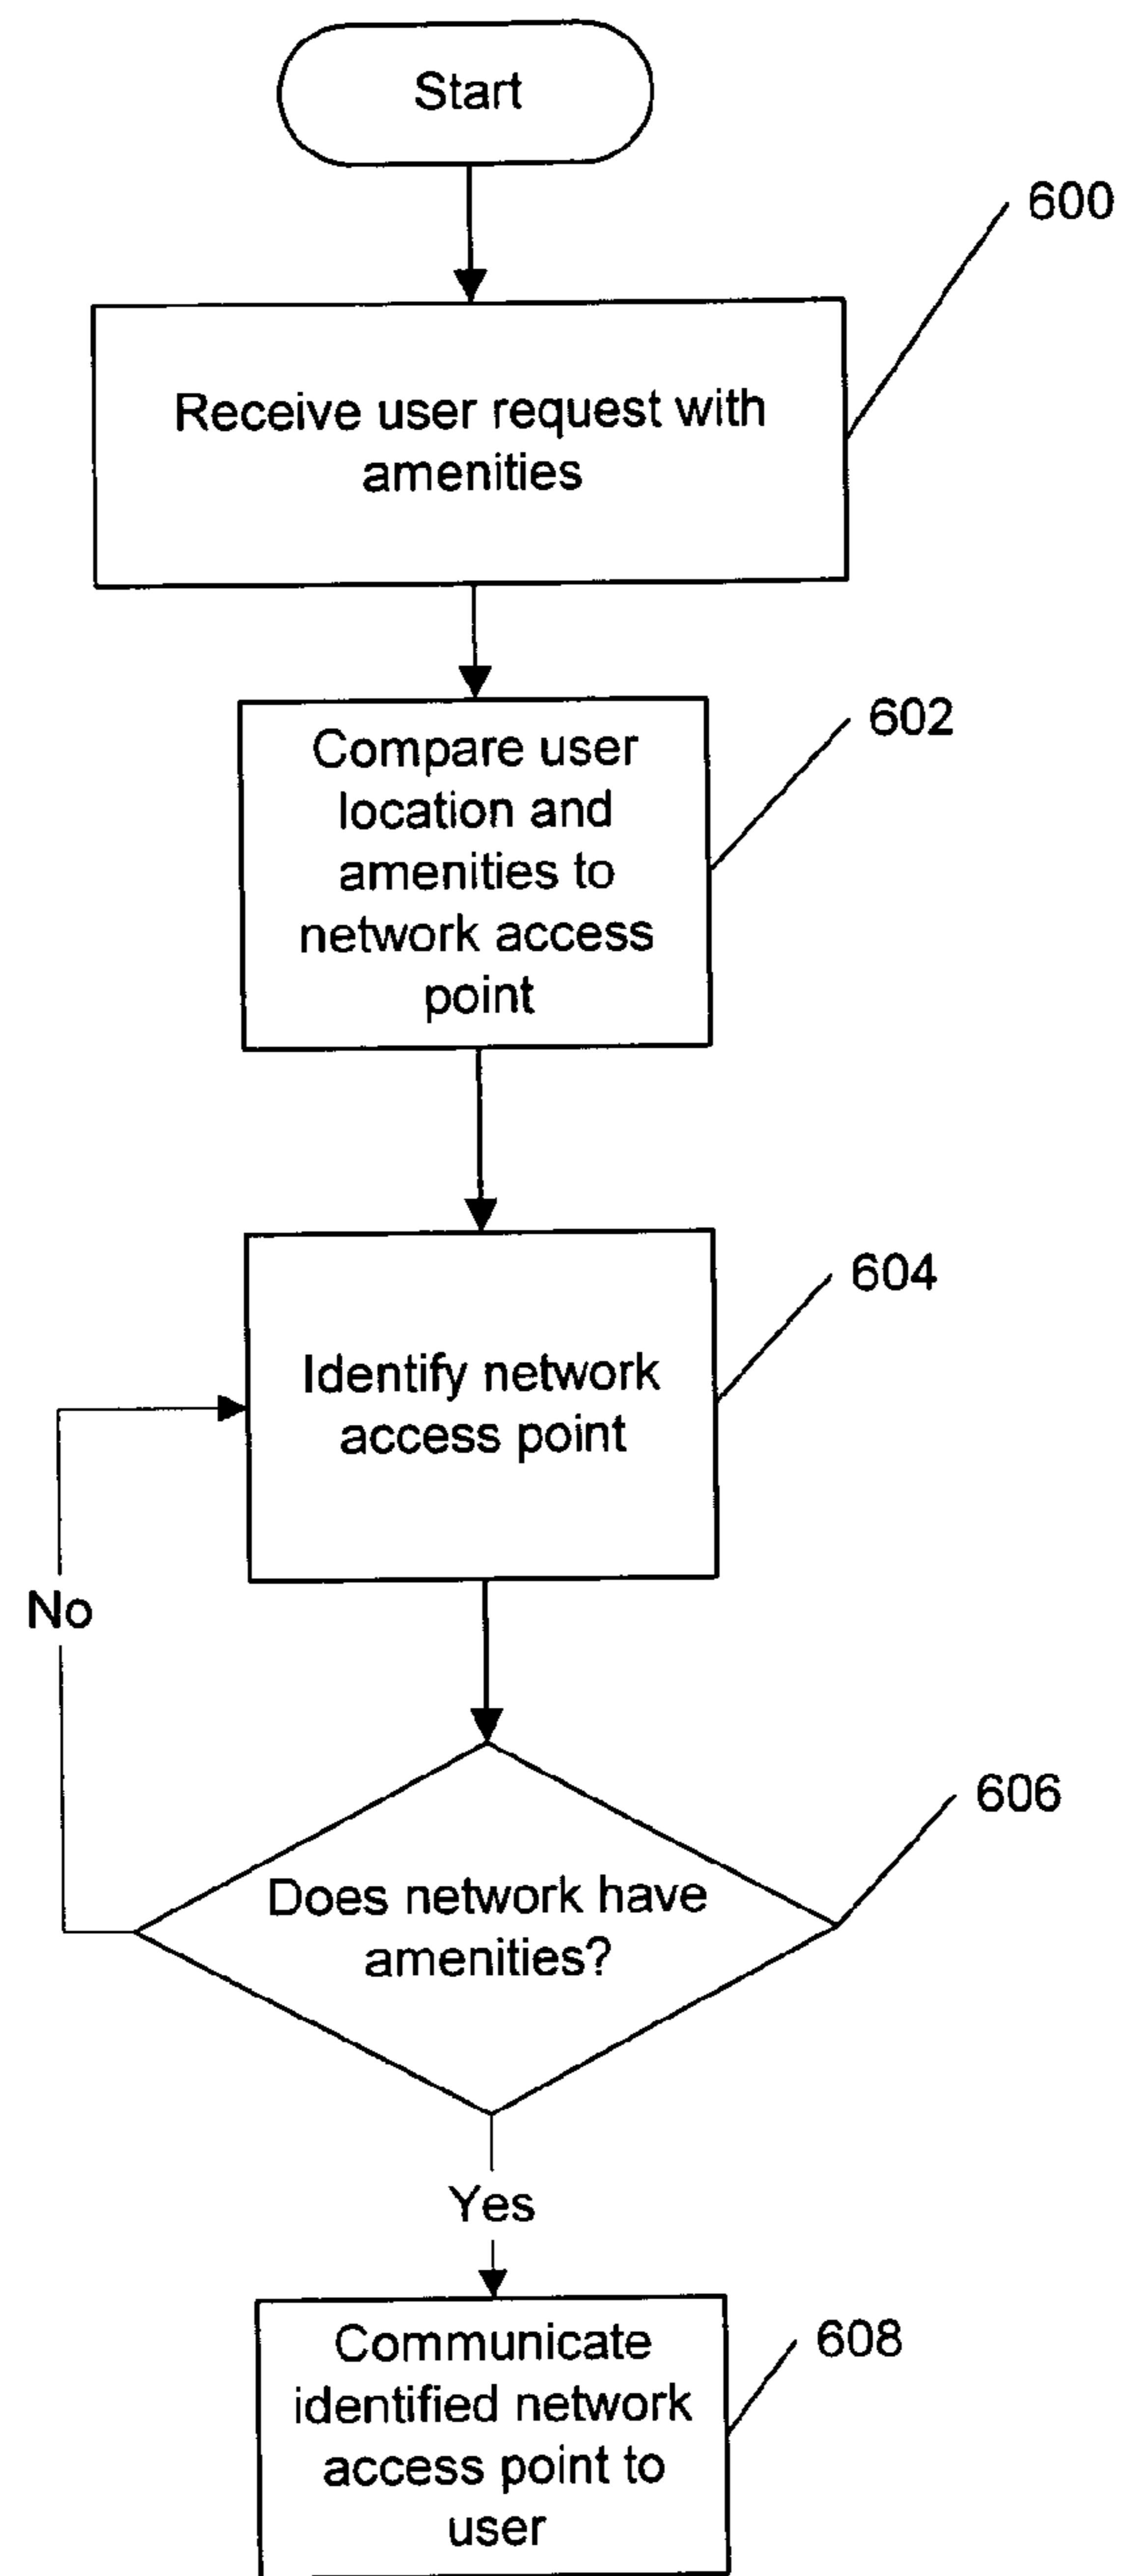 Start
600
Receive user request with
amenities
602
Compare user
location and
amenities to
network access
point
604
Identify network
access point
No
606
Does network have
amenities?
Yes
608
Communicate
identified network
access point to
user